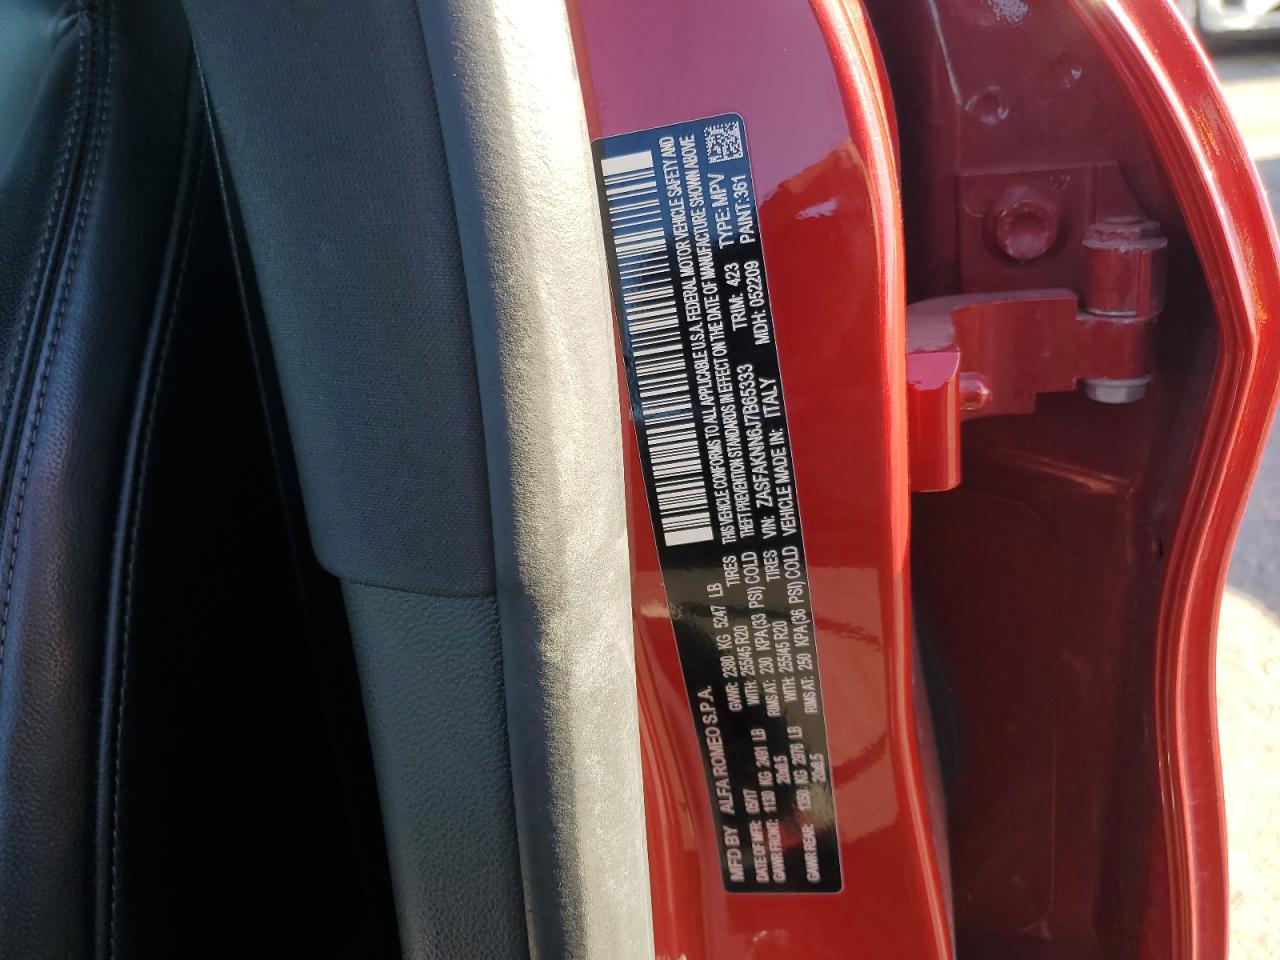 MFD BY ALFA ROMEO S.P.A.
DATE OF MFR: 05/17 GVWR: 2380 KG 5247 LB TIRES
GAWR FRONT: 1130 KG 2491 LB WITH: 255/45 R20
20x8.5 RIMS AT: 230 KPA(33 PSI) COLD
GAWR REAR: 1350 KG 2976 LB WITH: 255/45 R20 TIRES
20x8.5 RIMS AT: 250 KPA(36 PSI) COLD
THIS VEHICLE CONFORMS TO ALL APPLICABLE U.S.A. FEDERAL MOTOR VEHICLE SAFETY AND
THEFT PREVENTION STANDARDS IN EFFECT ON THE DATE OF MANUFACTURE SHOWN ABOVE
VIN: ZASFAKNN6J7B65333 TRIM: 423 TYPE: MPV
VEHICLE MADE IN: ITALY MDH: 052209 PAINT: 361